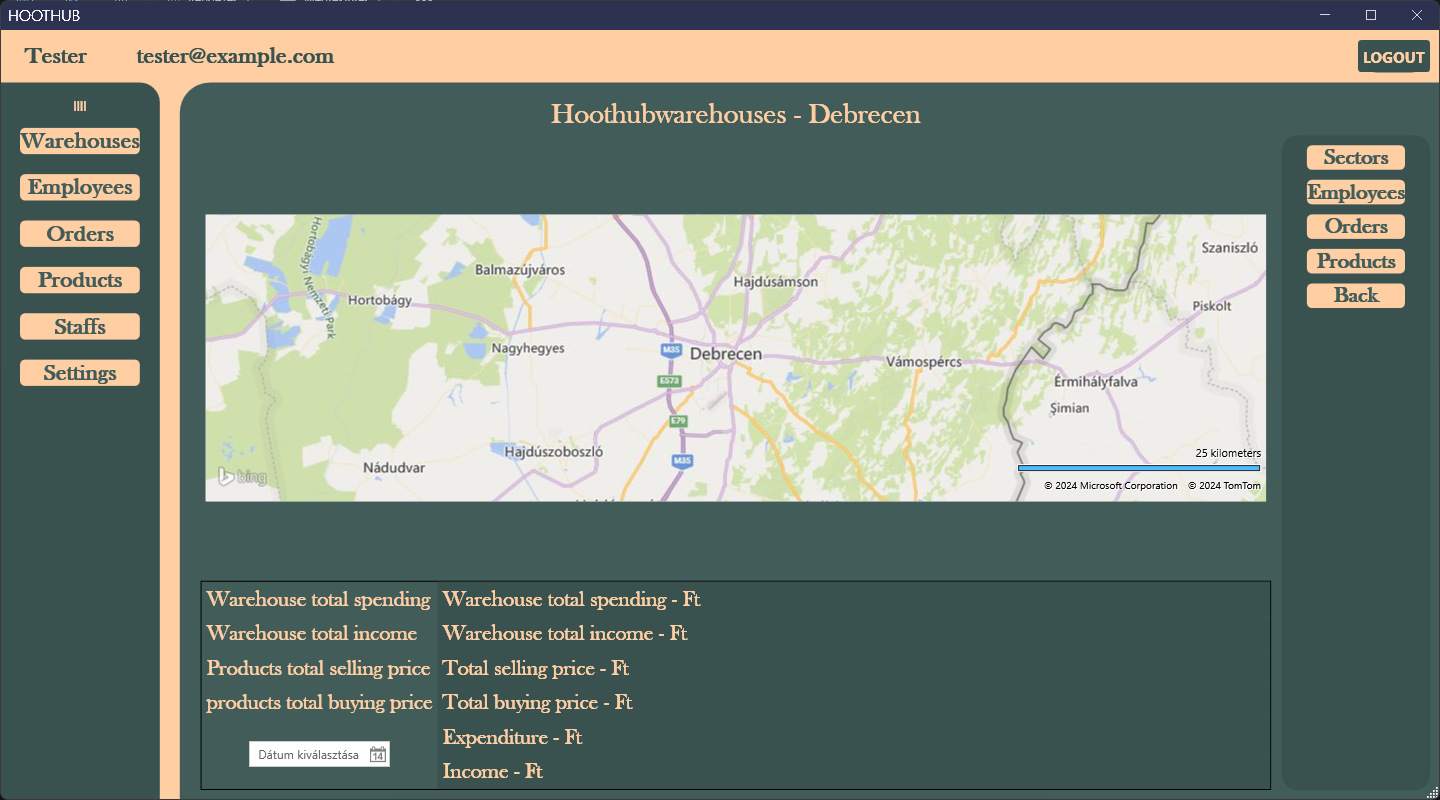 HOOTHUB
Tester tester@example.com LOGOUT
Warehouses
Employees
Orders
Products
Staffs
Settings
Hoothubwarehouses - Debrecen
Sectors
Employees
Orders
Products
Back
Hortobágyi Nemzeti Park
Balmazújváros
Hajdúsámson
Szaniszló
Hortobágy
Piskolt
Nagyhegyes
M35
Debrecen
Vámospércs
E573
Érmihályfalva
Şimian
E79
Hajdúszoboszló
M35
Nádudvar
bing
25 kilometers
© 2024 Microsoft Corporation © 2024 TomTom
Warehouse total spending
Warehouse total income
Products total selling price
products total buying price
Dátum kiválasztása 14
Warehouse total spending - Ft
Warehouse total income - Ft
Total selling price - Ft
Total buying price - Ft
Expenditure - Ft
Income - Ft